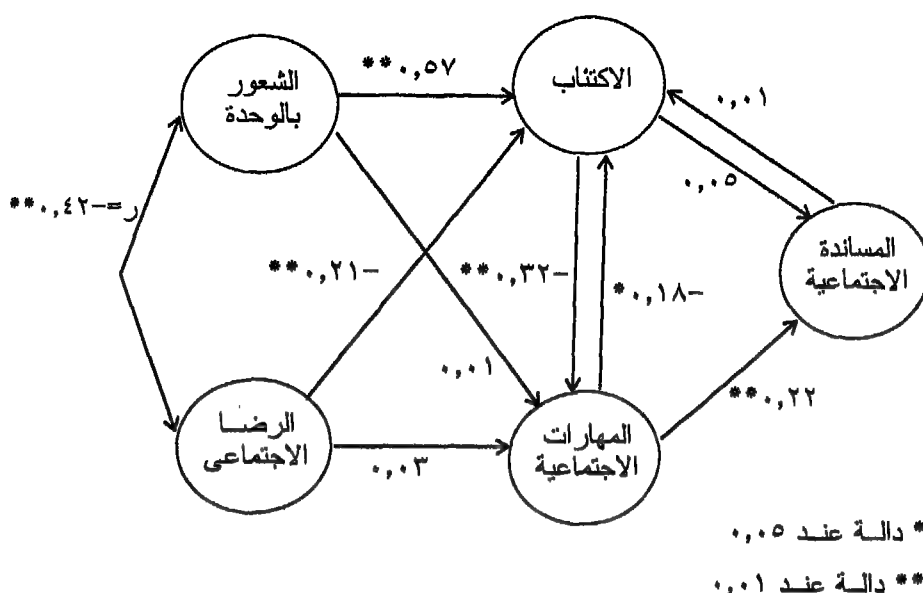 الشعور
بالوحدة
الاكتئاب
**٠,٥٧
٠,٠١
٠,٠٥
المساندة
الاجتماعية
ر=-٠,٤٢**
-٠,٢١**
-٠,٣٢**
-٠,١٨*
٠,٠١
**٠,٢٢
الرضا
الاجتماعى
٠,٠٣
المهارات
الاجتماعية
* دالة عند ٠,٠٥
** دالة عند ٠,٠١